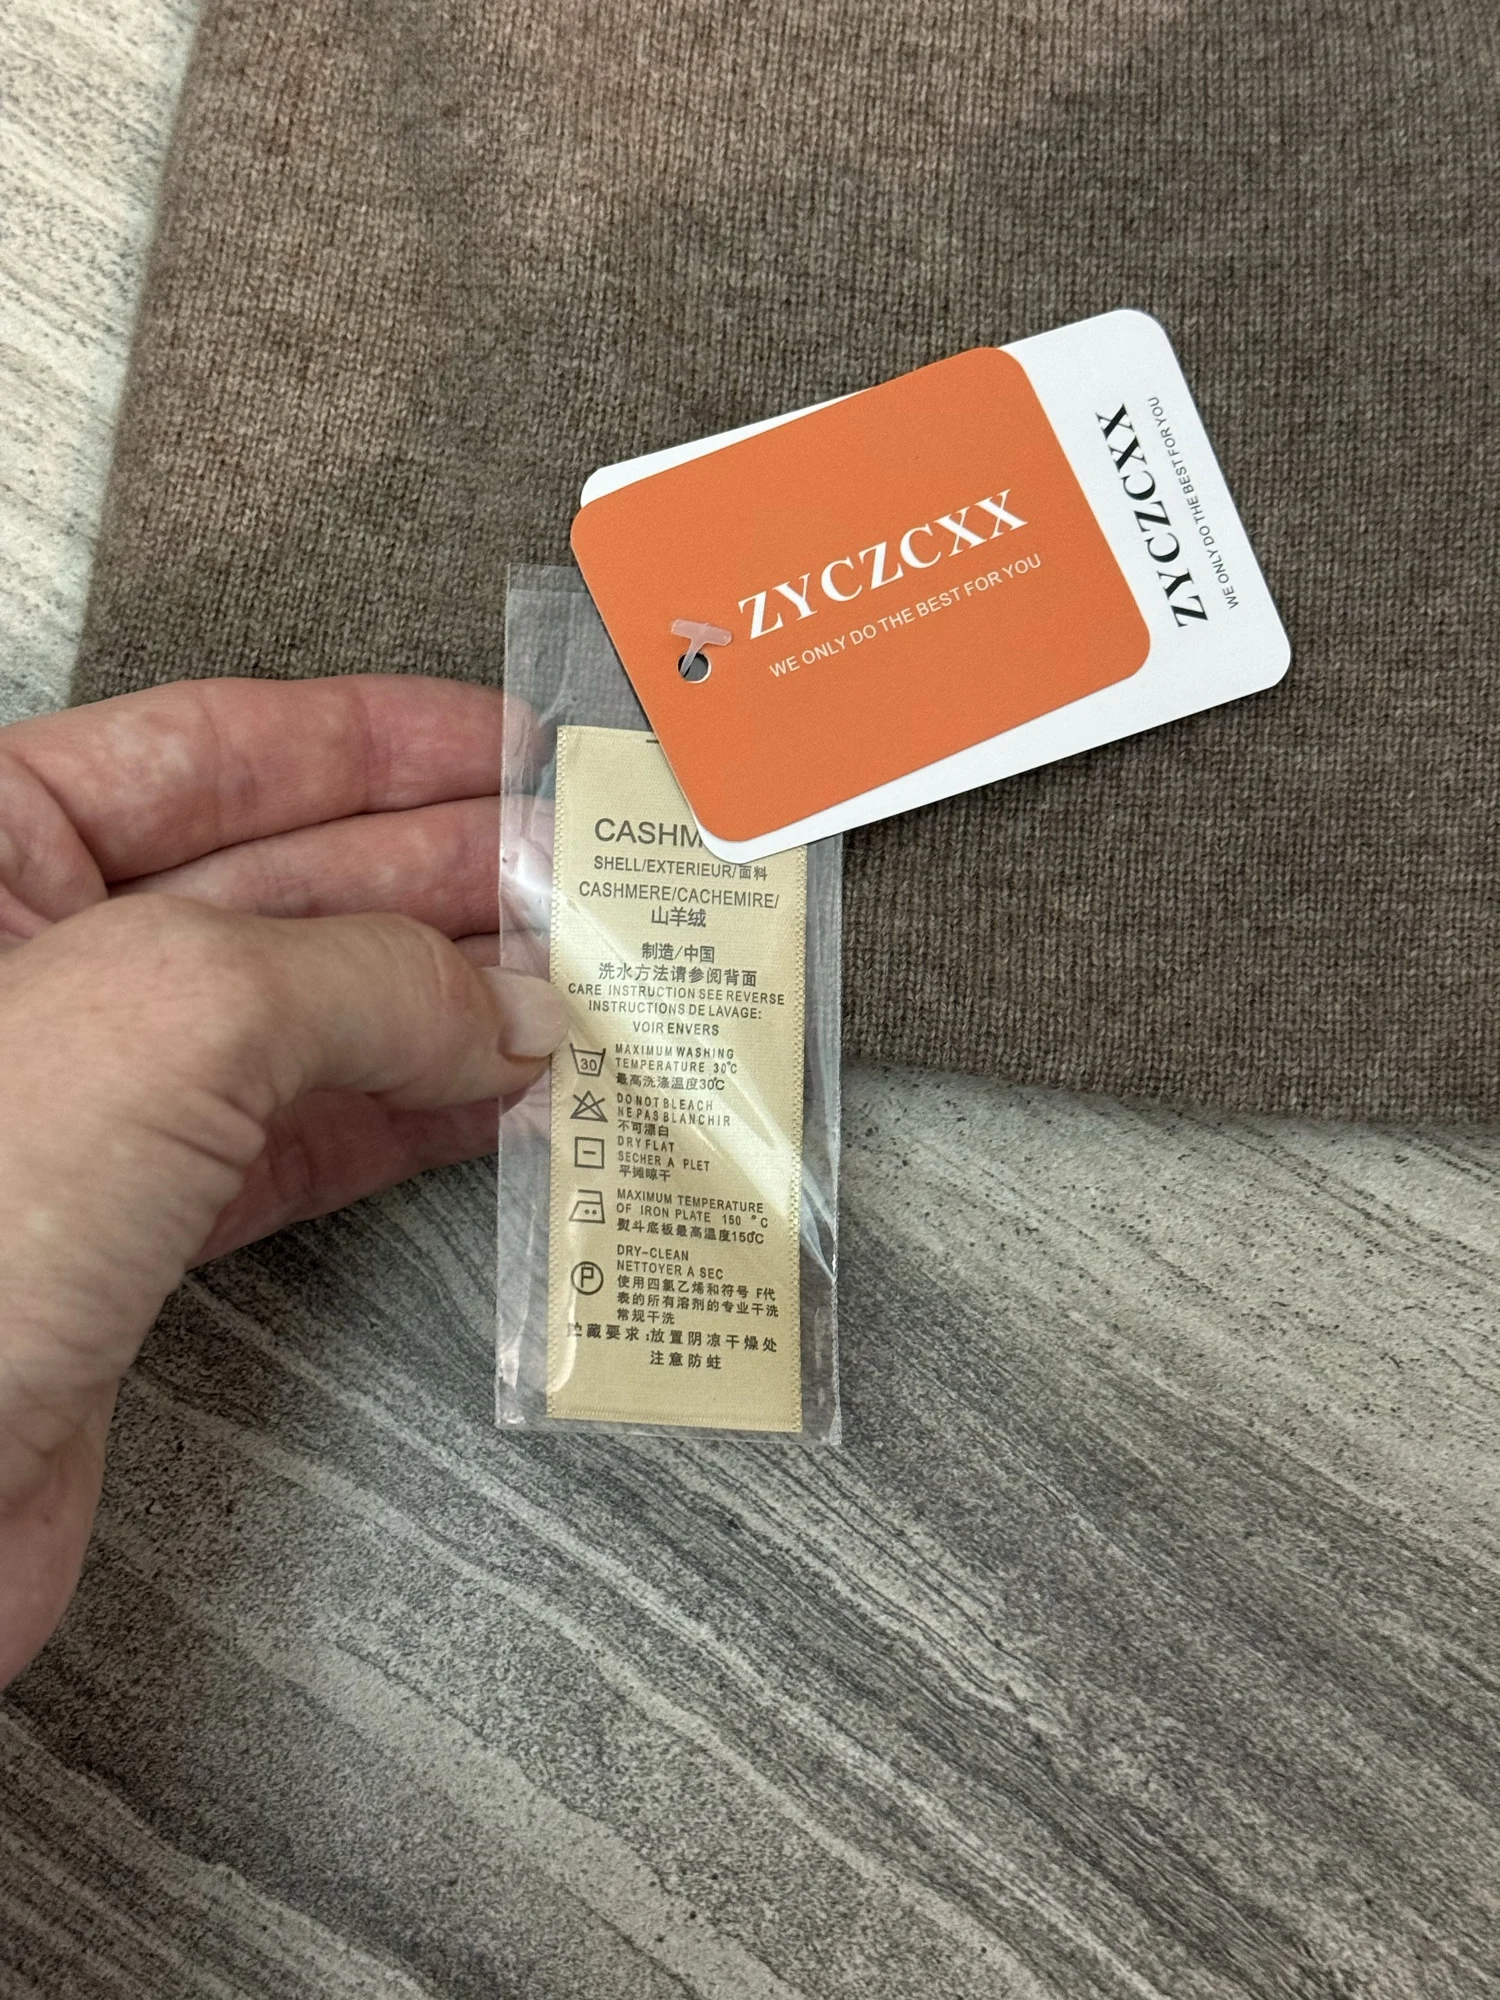 ZYCZCXX
WE ONLY DO THE BEST FOR YOU
ZYCZCXX
WE ONLY DO THE BEST FOR YOU
SHELL/EXTERIEUR/面料
CASHMERE/CACHEMIRE/
山羊绒
制造/中国
洗水方法请参阅背面
CARE INSTRUCTION SEE REVERSE
INSTRUCTIONS DE LAVAGE:
VOIR ENVERS
30
MAXIMUM WASHING
TEMPERATURE 30°C
最高洗涤温度30℃
DO NOT BLEACH
NE PAS BLANCHIR
不可漂白
DRY FLAT
SECHER A PLET
平摊晾干
MAXIMUM TEMPERATURE
OF IRON PLATE 150 °C
熨斗底板最高温度150℃
P
DRY-CLEAN
NETTOYER A SEC
使用四氯乙烯和符号 F代
表的所有溶剂的专业干洗
常规干洗
贮藏要求:放置阴凉干燥处
注意防蛀